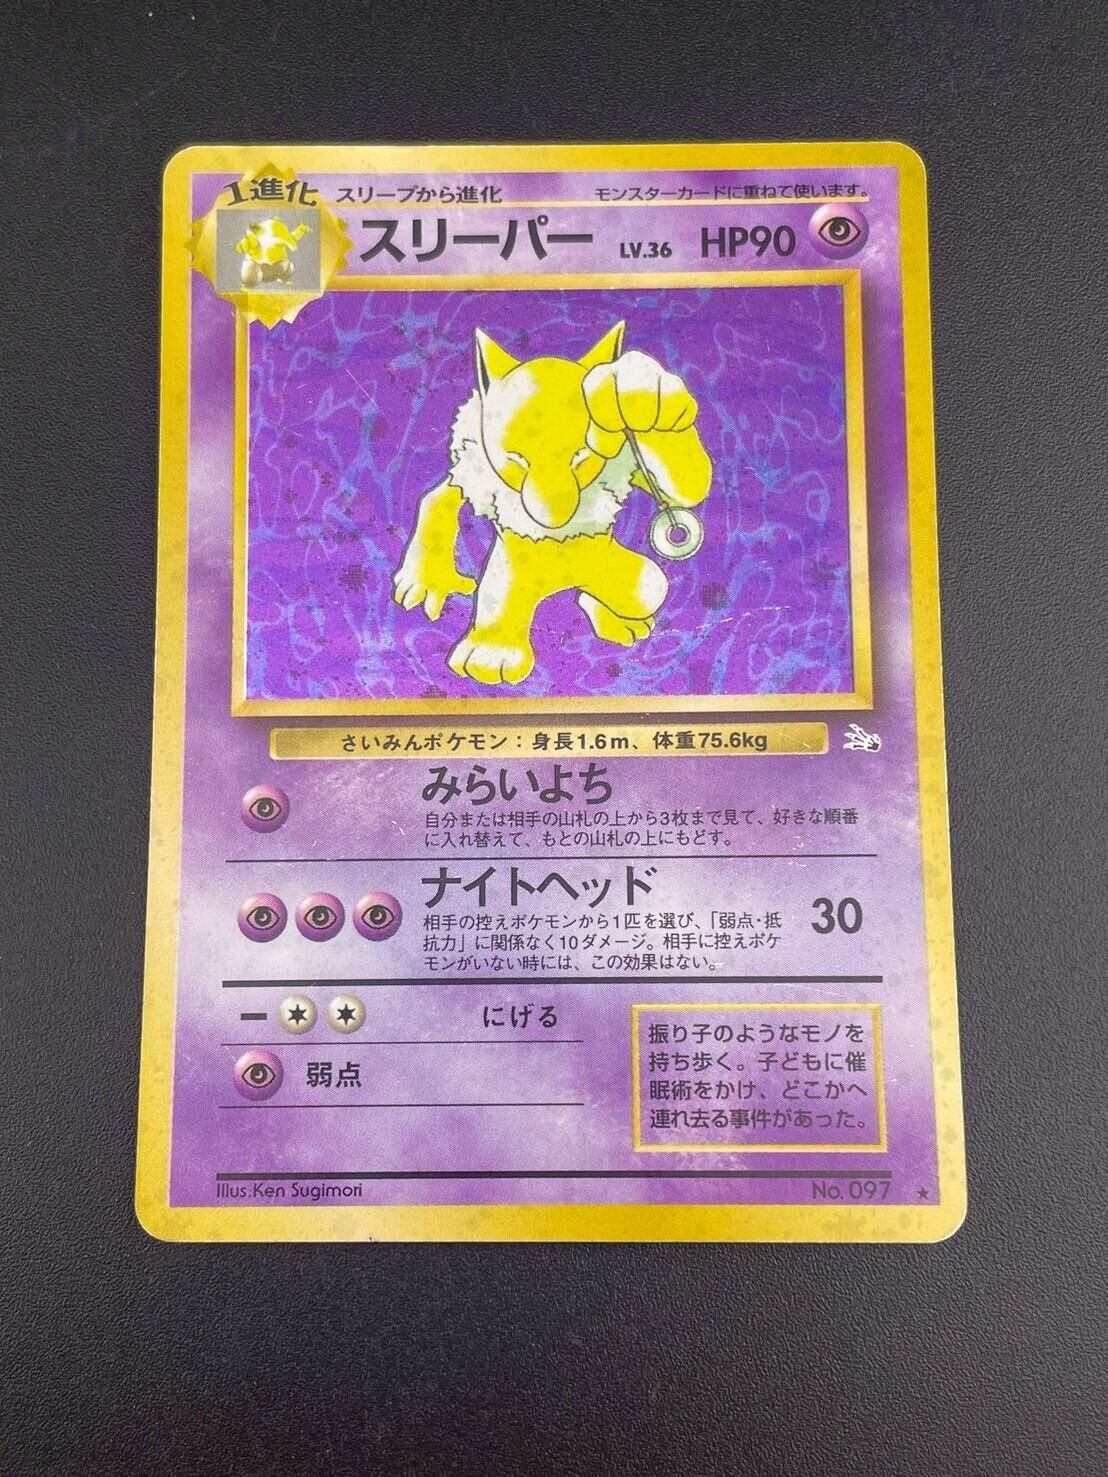 1進化
スリープから進化
モンスターカードに重ねて使います。
スリーパー LV.36 HP90
さいみんポケモン：身長1.6m、体重75.6kg
みらいよち
自分または相手の山札の上から3枚まで見て、好きな順番
に入れ替えて、もとの山札の上にもどす。
ナイトヘッド
相手の控えポケモンから1匹を選び、「弱点・抵
抗力」に関係なく10ダメージ。相手に控えポケ
モンがいない時には、この効果はない。
30
にげる
弱点
振り子のようなモノを
持ち歩く。子どもに催
眠術をかけ、どこかへ
連れ去る事件があった。
Illus.Ken Sugimori
No.097 ★